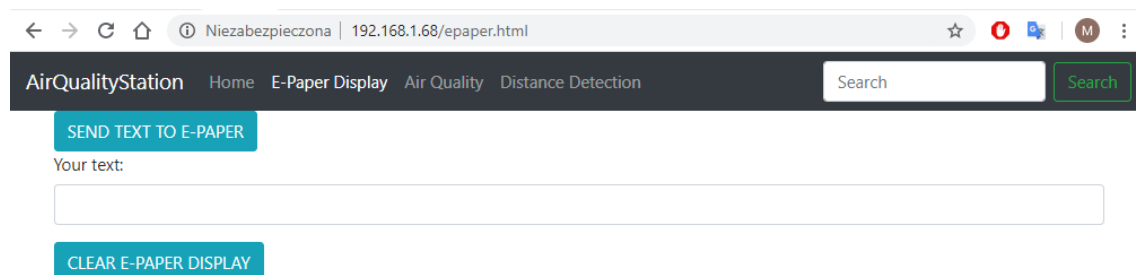 Niezabezpieczona | 192.168.1.68/epaper.html M
AirQualityStation Home E-Paper Display Air Quality Distance Detection Search Search
SEND TEXT TO E-PAPER
Your text:
CLEAR E-PAPER DISPLAY